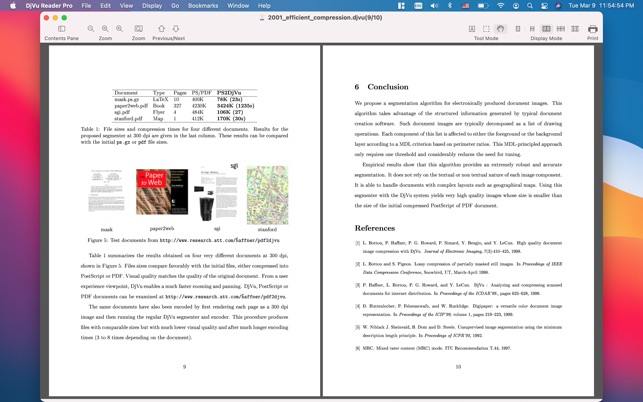 DjVu Reader Pro File Edit View Display Go Bookmarks Window Help
Tue Mar 9 11:54:54 PM
2001_efficient_compression.djvu(9/10)
Contents Pane Zoom Zoom Previous/Next Tool Mode Display Mode Print
Document Type Pages PS/PDF PS2DjVu
mask.ps.gz LaTeX 10 400K 78K (23s)
paper2web.pdf Book 327 4230K 3424K (1235s)
sgi.pdf Flyer 4 484K 106K (27)
stanford.pdf Map 1 412K 170K (30s)
Table 1: File sizes and compression times for four different documents. Results for the
proposed segmenter at 300 dpi are given in the last column. These results can be compared
with the initial ps.gz or pdf file sizes.
Paper
to Web
sgi
mask paper2web sgi stanford
Figure 5: Test documents from http://www.research.att.com/haffner/pdf2djvu
Table 1 summaries the results obtained on four very different documents at 300 dpi,
shown in Figure 5. Files sizes compare favorably with the initial files, either compressed into
PostScript or PDF. Visual quality matches the quality of the original document. From a user
experience viewpoint, DjVu enables a much faster zooming and panning. DjVu, PostScript or
PDF documents can be examined at http://www.research.att.com/haffner/pdf2djvu.
The same documents have also been encoded by first rendering each page as a 300 dpi
image and then running the regular DjVu segmenter and encoder. This procedure produces
files with comparable sizes but with much lower visual quality and after much longer encoding
times (3 to 8 times depending on the document).
9
6 Conclusion
We propose a segmentation algorithm for electronically produced document images. This
algorithm takes advantage of the structured information generated by typical document
creation software. Such document images are typically decomposed as a list of drawing
operations. Each component of this list is affected to either the foreground or the background
layer according to a MDL criterion based on perimeter ratios. This MDL-principled approach
only requires one threshold and considerably reduces the need for tuning.
Empirical results show that this algorithm provides an extremely robust and accurate
segmentation. It does not rely on the textual or non textual nature of each image component.
It is able to handle documents with complex layouts such as geographical maps. Using this
segmenter with the DjVu system yields very high quality images whose size is smaller than
the size of the initial compressed PostScript of PDF document.
References
[1] L. Bottou, P. Haffner, P. G. Howard, P. Simard, Y. Bengio, and Y. LeCun. High quality document
image compression with DjVu. Journal of Electronic Imaging, 7(3):410–425, 1998.
[2] L. Bottou and S. Pigeon. Lossy compression of partially masked still images. In Proceedings of IEEE
Data Compression Conference, Snowbird, UT, March-April 1998.
[3] P. Haffner, L. Bottou, P. G. Howard, and Y. LeCun. DjVu : Analyzing and compressing scanned
documents for internet distribution. In Proceedings of the ICDAR'99, pages 625–628, 1999.
[4] D. Huttenlocher, P. Felzenszwalb, and W. Rucklidge. Digipaper: a versatile color document image
representation. In Proceedings of the ICIP'99, volume 1, pages 219–223, 1999.
[5] W. Niblack J. Sheinvald, B. Dom and D. Steele. Unsupervised image segmentation using the minimum
description length principle. In Proceedings of ICPR'92, 1992.
[6] MRC. Mixed raster content (MRC) mode. ITU Recommendation T.44, 1997.
10